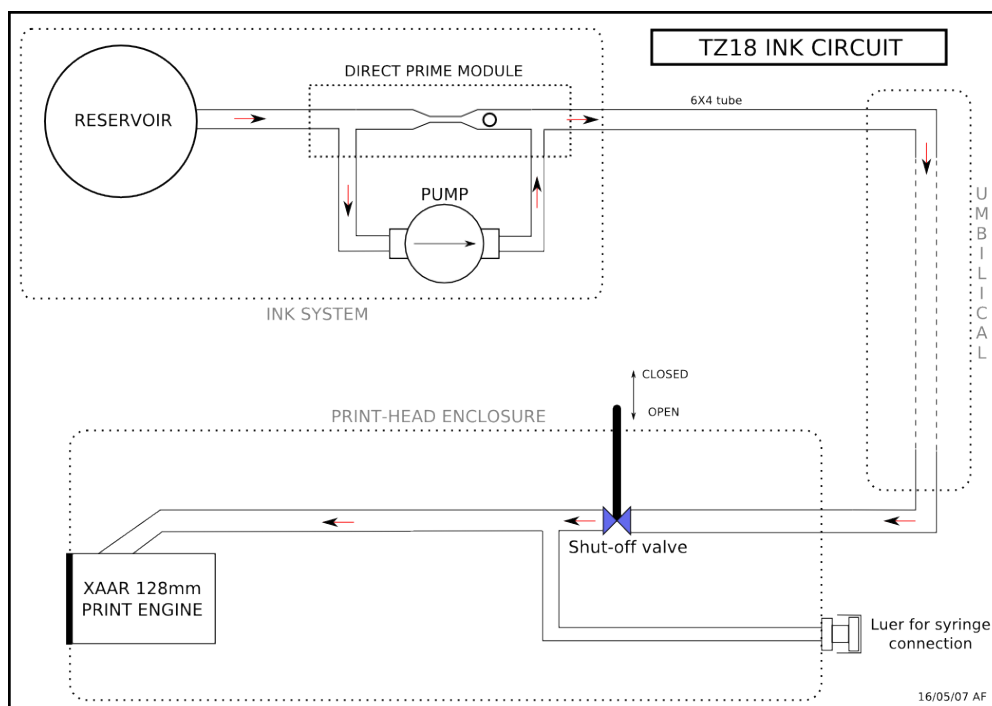 TZ18 INK CIRCUIT
DIRECT PRIME MODULE
RESERVOIR
6X4 tube
PUMP
INK SYSTEM
UMBILICAL
CLOSED
OPEN
PRINT-HEAD ENCLOSURE
Shut-off valve
XAAR 128mm
PRINT ENGINE
Luer for syringe
connection
16/05/07 AF